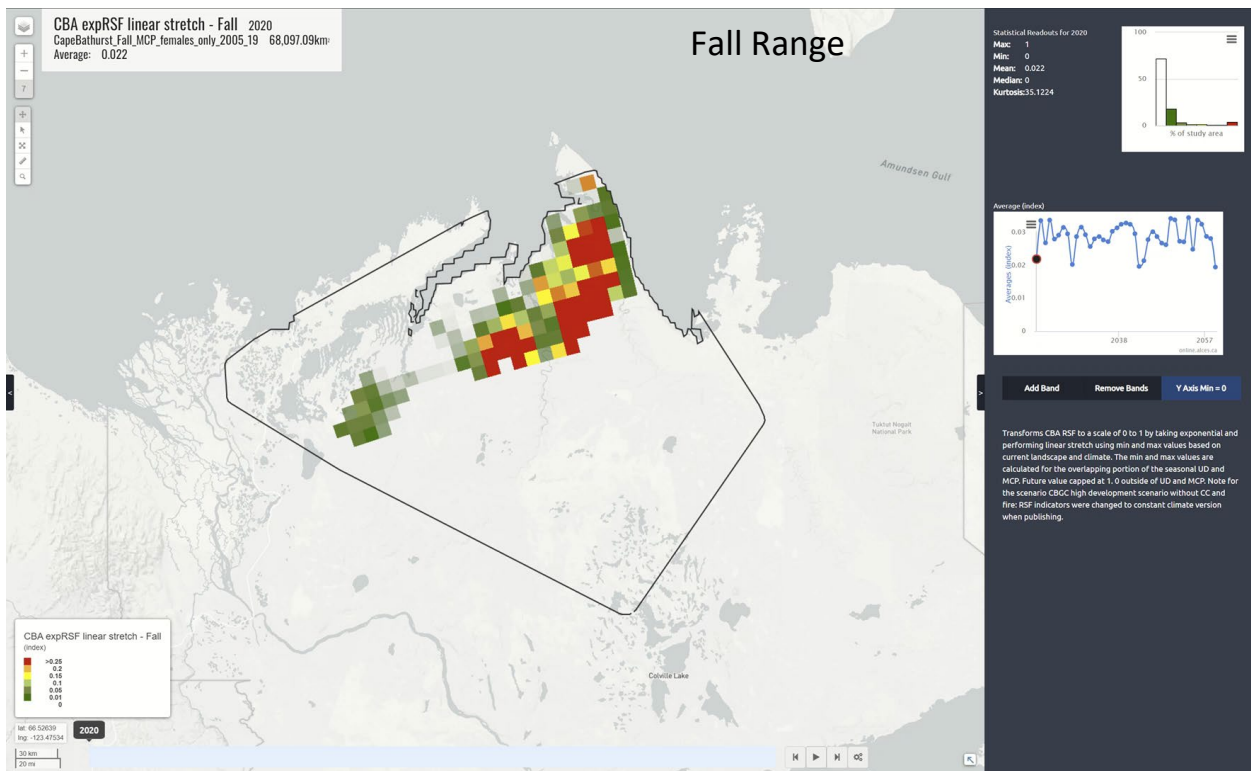 CBA expRSF linear stretch - Fall 2020
CapeBathurst_Fall_MCP_females_only_2005_19 68,097.09km²
Average: 0.022
Fall Range
+
−
?
Amundsen Gulf
Tuktut Nogait
National Park
Colville Lake
CBA expRSF linear stretch - Fall
(index)
>0.25
0.2
0.15
0.1
0.05
0.01
0
lat: 66.52639
lng: -123.47534
2020
30 km
20 mi
<
>
Statistical Readouts for 2020
Max: 1
Min: 0
Mean: 0.022
Median: 0
Kurtosis:35.1224
100
50
0
% of study area
Average (index)
Averages (index)
0.03
0.02
0.01
0
2038
2057
online.alces.ca
Add Band
Remove Bands
Y Axis Min = 0
Transforms CBA RSF to a scale of 0 to 1 by taking exponential and
performing linear stretch using min and max values based on
current landscape and climate. The min and max values are
calculated for the overlapping portion of the seasonal UD and
MCP. Future value capped at 1. 0 outside of UD and MCP. Note for
the scenario CBGC high development scenario without CC and
fire: RSF indicators were changed to constant climate version
when publishing.